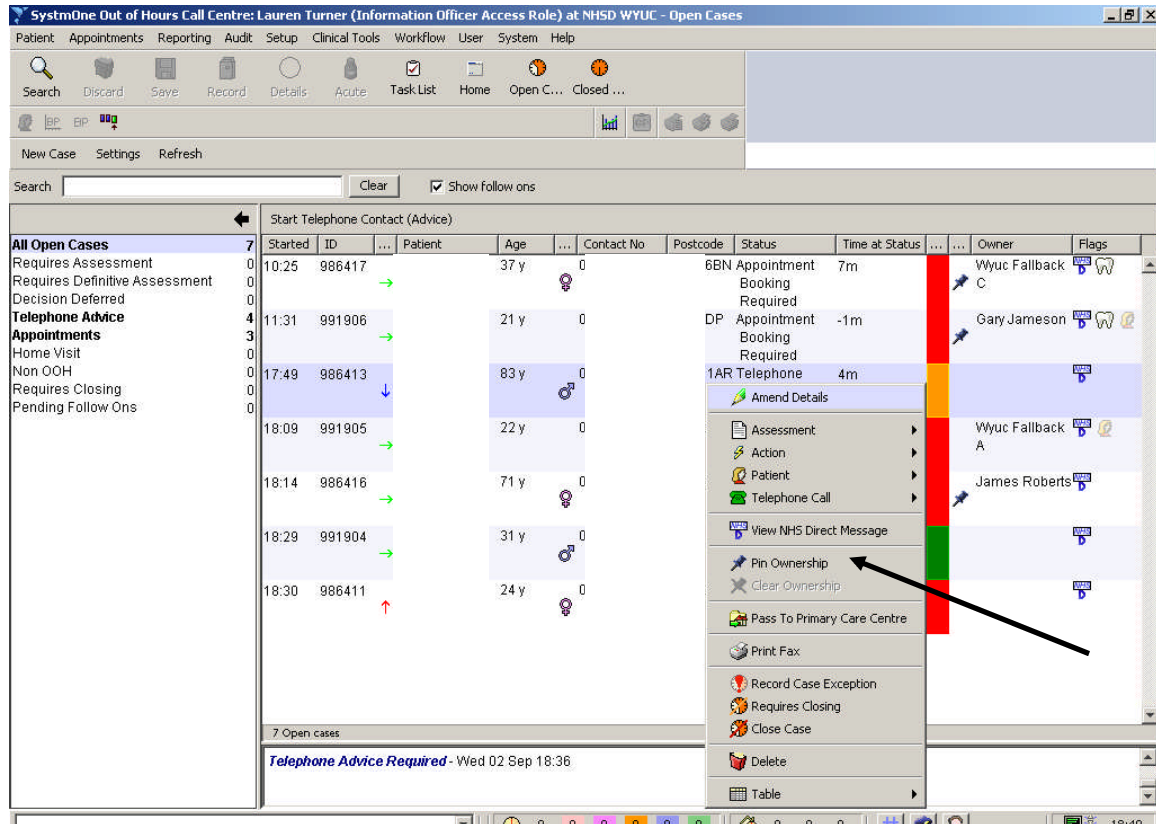 SystmOne Out of Hours Call Centre: Lauren Turner (Information Officer Access Role) at NHSD WYUC - Open Cases
Patient Appointments Reporting Audit Setup Clinical Tools Workflow User System Help
Search Discard Save Record Details Acute Task List Home Open C... Closed ...
BP BP
New Case Settings Refresh
Search Clear Show follow ons
Start Telephone Contact (Advice)
All Open Cases 7
Requires Assessment 0
Requires Definitive Assessment 0
Decision Deferred 0
Telephone Advice 4
Appointments 3
Home Visit 0
Non OOH 0
Requires Closing 0
Pending Follow Ons 0
Started ID ... Patient Age ... Contact No Postcode Status Time at Status ... ... Owner Flags
10:25 986417 37 y 0 6BN Appointment 7m Wyuc Fallback
Booking C
Required
11:31 991906 21 y 0 DP Appointment -1m Gary Jameson
Booking
Required
17:49 986413 83 y 0 1AR Telephone 4m
18:09 991905 22 y 0 Wyuc Fallback
A
18:14 986416 71 y 0 James Roberts
18:29 991904 31 y 0
18:30 986411 24 y 0
Amend Details
Assessment
Action
Patient
Telephone Call
View NHS Direct Message
Pin Ownership
Clear Ownership
Pass To Primary Care Centre
Print Fax
Record Case Exception
Requires Closing
Close Case
Delete
Table
7 Open cases
Telephone Advice Required - Wed 02 Sep 18:36